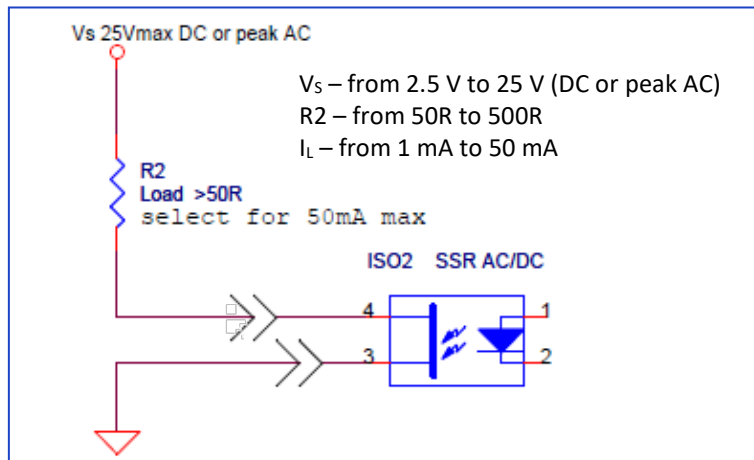 Vs 25Vmax DC or peak AC
VS – from 2.5 V to 25 V (DC or peak AC)
R2 – from 50R to 500R
IL – from 1 mA to 50 mA
R2
Load >50R
select for 50mA max
ISO2 SSR AC/DC
4
1
3
2